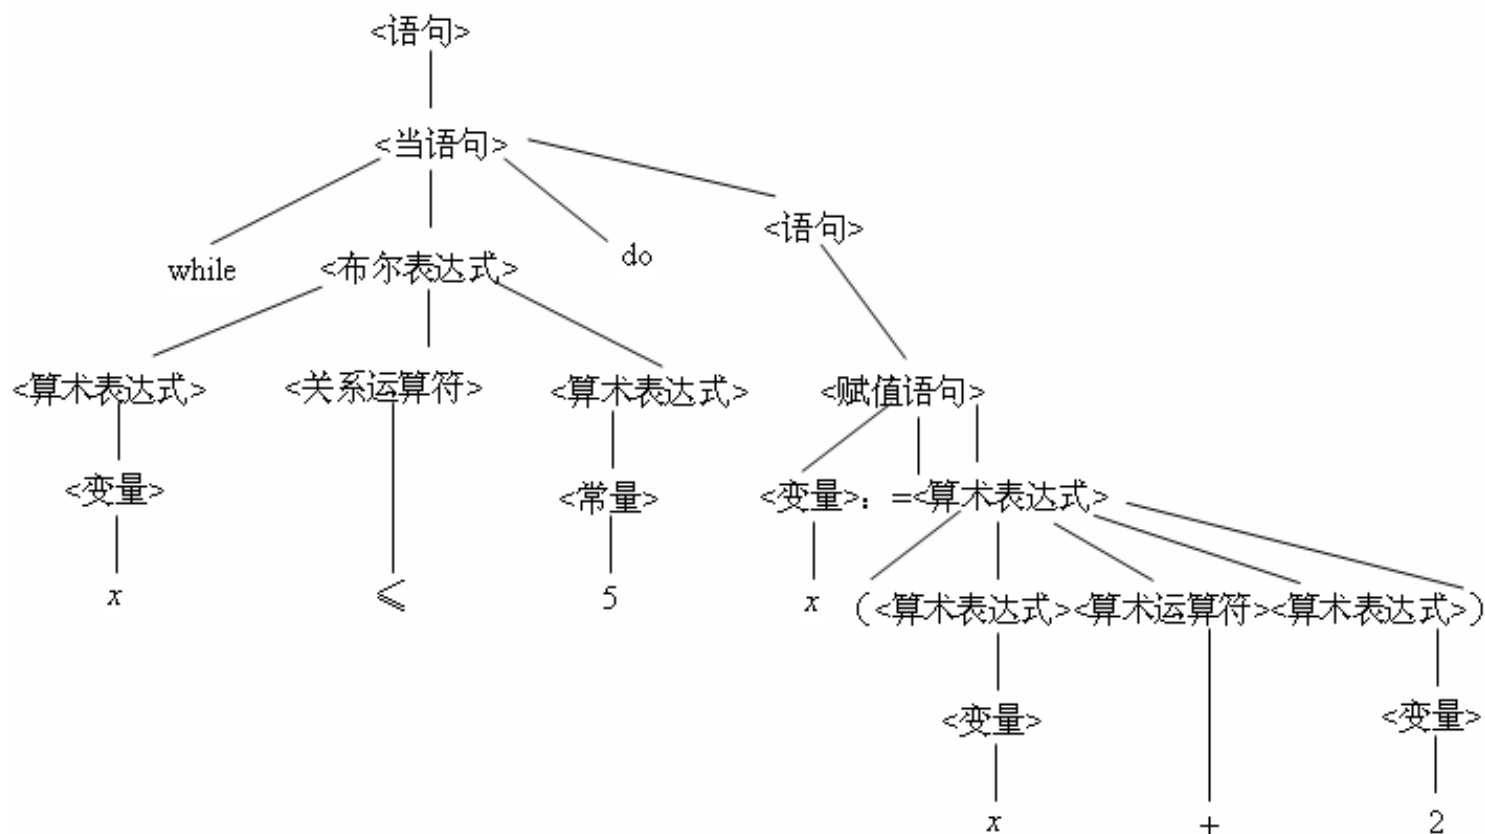 <语句>
<当语句>
<语句>
while <布尔表达式> do
<算术表达式> <关系运算符> <算术表达式> <赋值语句>
<变量> <常量> <变量>：=<算术表达式>
x ≤ 5 x (<算术表达式><算术运算符><算术表达式>)
<变量> <变量>
x + 2